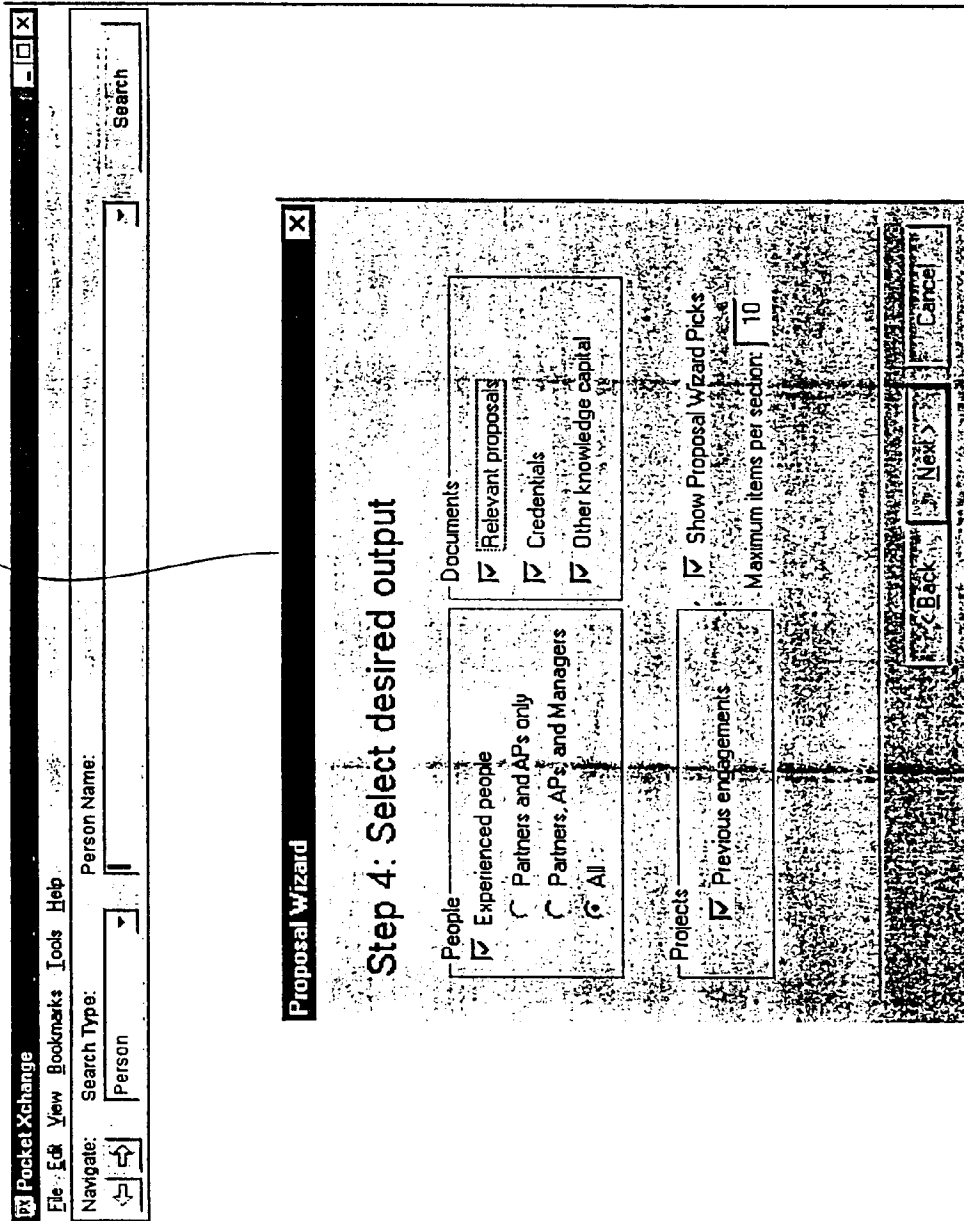 Pocket Xchange
File Edit View Bookmarks Tools Help
Navigate: Search Type: Person Name:
Person Search
Proposal Wizard
Step 4: Select desired output
People
Experienced people
Partners and APs only
Partners, APs and Managers
All
Documents
Relevant proposals
Credentials
Other knowledge capital
Projects
Previous engagements
Show Proposal Wizard Picks
Maximum items per section: 10
< Back Next > Cancel